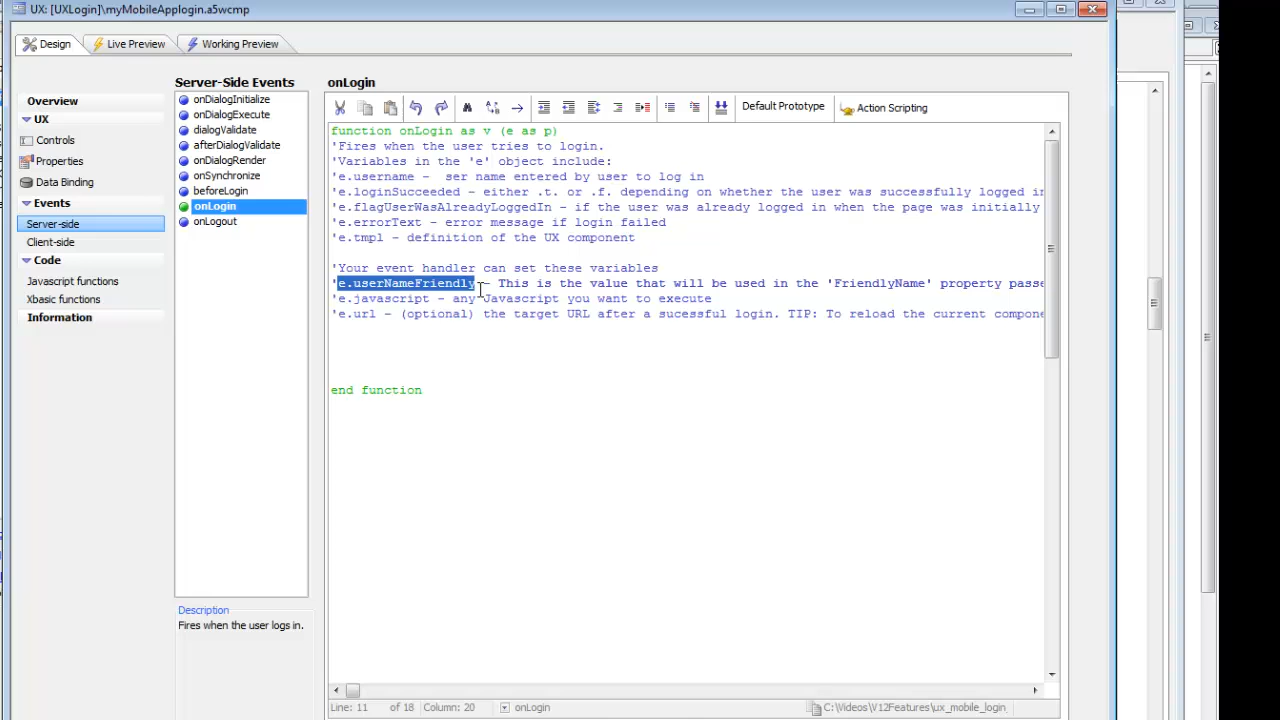 UX: [UXLogin]\myMobileApplogin.a5wcmp
Design
Live Preview
Working Preview
Overview
UX
Controls
Properties
Data Binding
Events
Server-side
Client-side
Code
Javascript functions
Xbasic functions
Information
Server-Side Events
onDialogInitialize
onDialogExecute
dialogValidate
afterDialogValidate
onDialogRender
onSynchronize
beforeLogin
onLogin
onLogout
Description
Fires when the user logs in.
onLogin
Default Prototype
Action Scripting
function onLogin as v (e as p)
'Fires when the user tries to login.
'Variables in the 'e' object include:
'e.username -  ser name entered by user to log in
'e.loginSucceeded - either .t. or .f. depending on whether the user was successfully logged in
'e.flagUserWasAlreadyLoggedIn - if the user was already logged in when the page was initially
'e.errorText - error message if login failed
'e.tmpl - definition of the UX component
'Your event handler can set these variables
'e.userNameFriendly - This is the value that will be used in the 'FriendlyName' property passe
'e.javascript - any Javascript you want to execute
'e.url - (optional) the target URL after a sucessful login. TIP: To reload the current compone
end function
Line: 11 of 18 Column: 20 onLogin C:\Videos\V12Features\ux_mobile_login